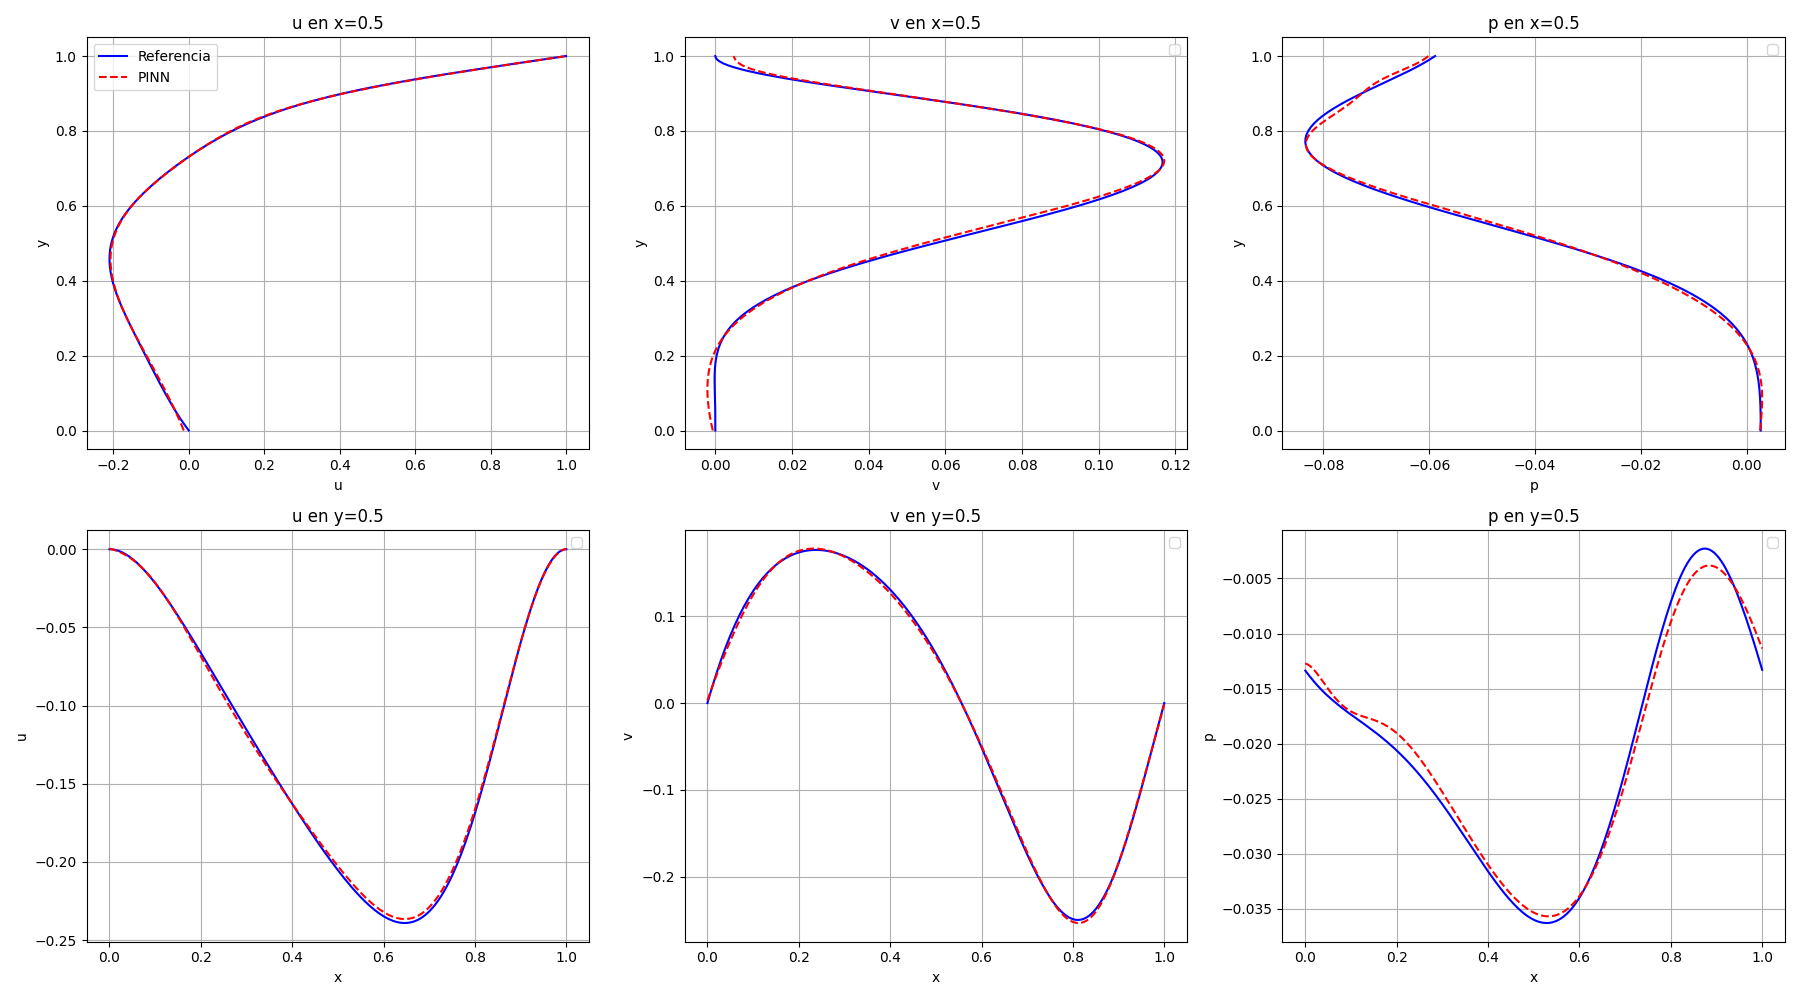 u en x=0.5
Referencia
PINN
1.0
0.8
0.6
0.4
0.2
0.0
y
−0.2 0.0 0.2 0.4 0.6 0.8 1.0
u
v en x=0.5
1.0
0.8
0.6
0.4
0.2
0.0
y
0.00 0.02 0.04 0.06 0.08 0.10 0.12
v
p en x=0.5
1.0
0.8
0.6
0.4
0.2
0.0
y
−0.08 −0.06 −0.04 −0.02 0.00
p
u en y=0.5
0.00
−0.05
−0.10
−0.15
−0.20
−0.25
u
0.0 0.2 0.4 0.6 0.8 1.0
x
v en y=0.5
0.1
0.0
−0.1
−0.2
v
0.0 0.2 0.4 0.6 0.8 1.0
x
p en y=0.5
−0.005
−0.010
−0.015
−0.020
−0.025
−0.030
−0.035
p
0.0 0.2 0.4 0.6 0.8 1.0
x